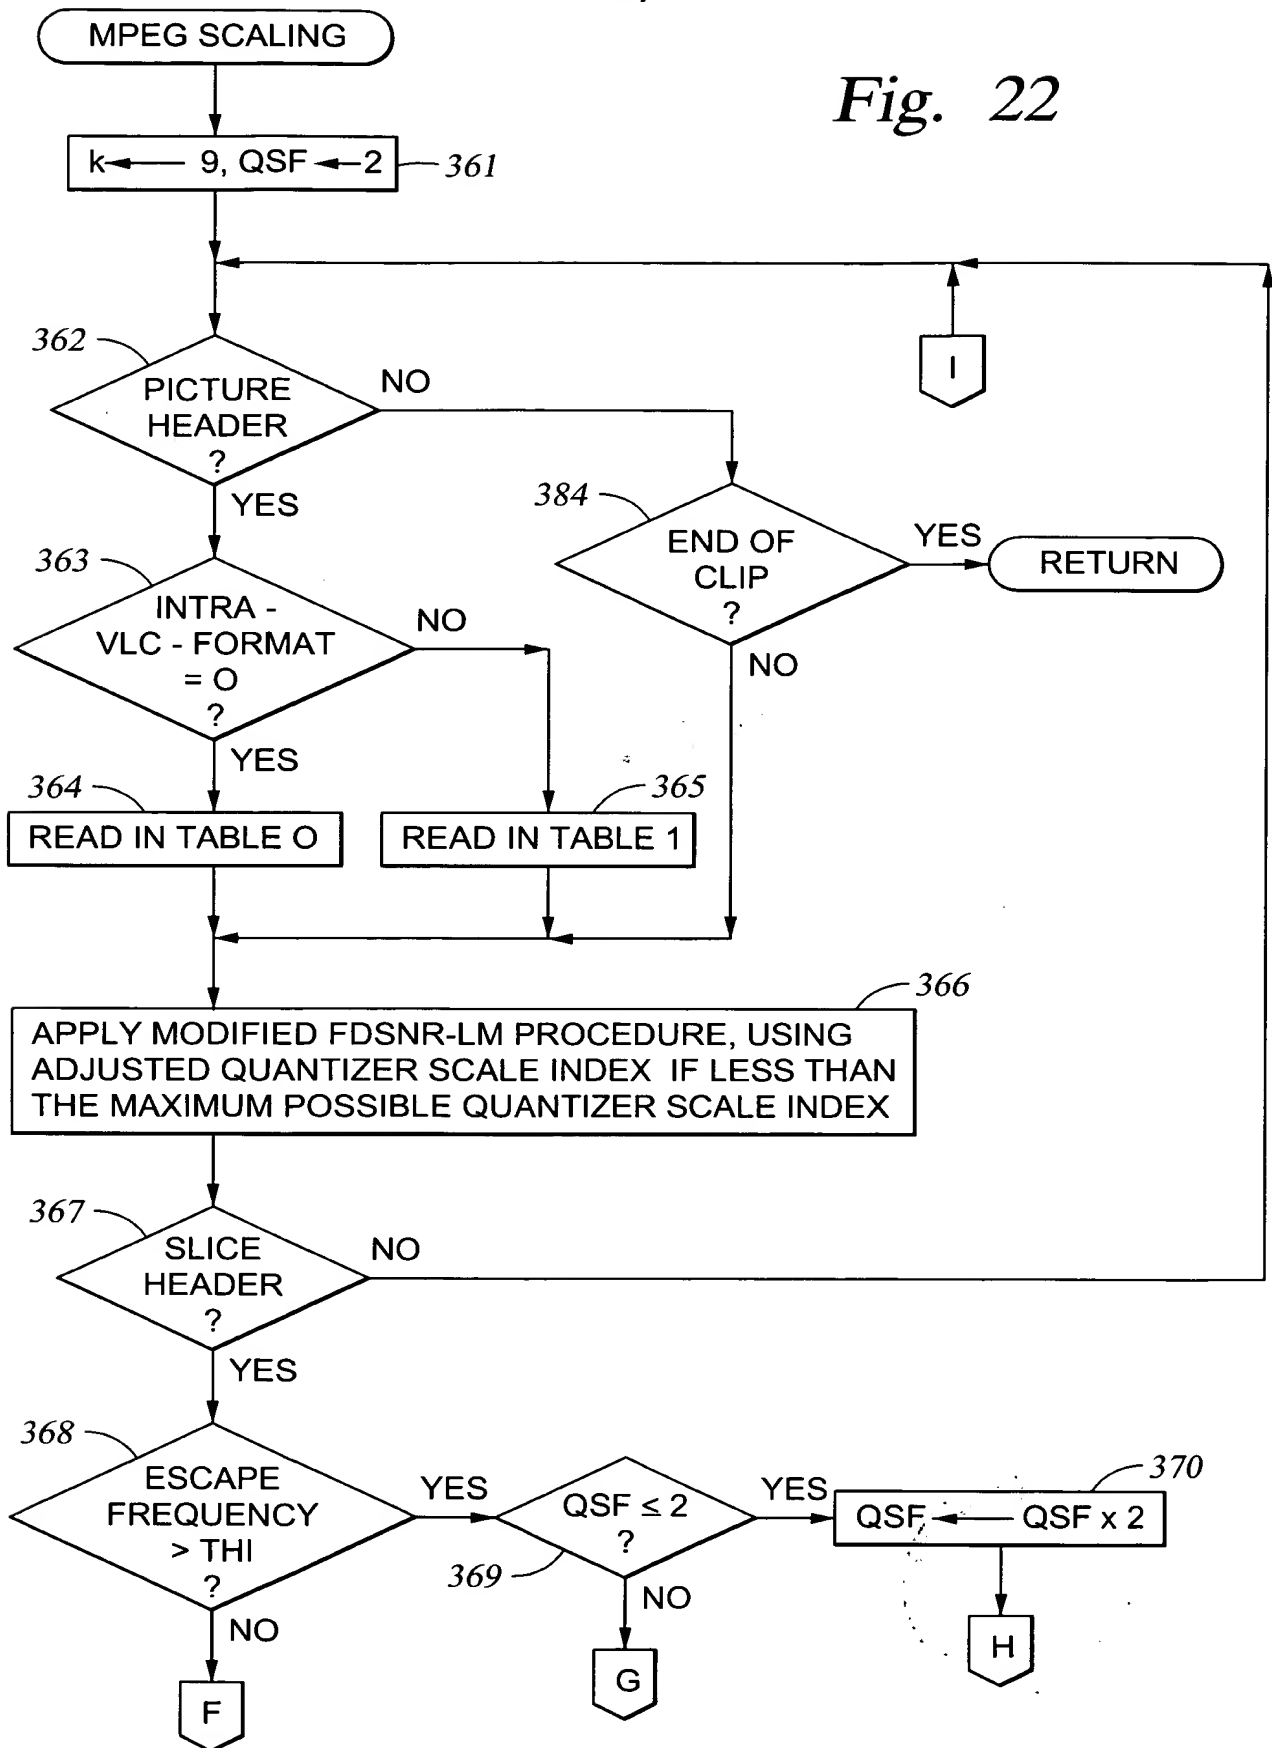 MPEG SCALING
Fig. 22
k ← 9, QSF ← 2
361
362
PICTURE
HEADER
?
NO
YES
I
384
END OF
CLIP
?
YES
RETURN
NO
363
INTRA -
VLC - FORMAT
= O
?
NO
YES
364
READ IN TABLE O
365
READ IN TABLE 1
366
APPLY MODIFIED FDSNR-LM PROCEDURE, USING
ADJUSTED QUANTIZER SCALE INDEX IF LESS THAN
THE MAXIMUM POSSIBLE QUANTIZER SCALE INDEX
367
SLICE
HEADER
?
NO
YES
368
ESCAPE
FREQUENCY
> THI
?
YES
NO
F
QSF ≤ 2
?
369
YES
NO
G
370
QSF ← QSF x 2
H